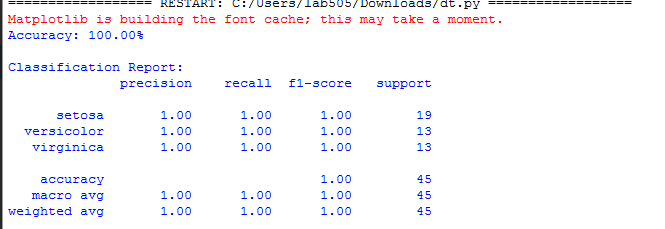 =================== RESTART: C:/Users/lab505/Downloads/dt.py ==================
Matplotlib is building the font cache; this may take a moment.
Accuracy: 100.00%
Classification Report:
precision recall f1-score support
setosa 1.00 1.00 1.00 19
versicolor 1.00 1.00 1.00 13
virginica 1.00 1.00 1.00 13
accuracy 1.00 45
macro avg 1.00 1.00 1.00 45
weighted avg 1.00 1.00 1.00 45